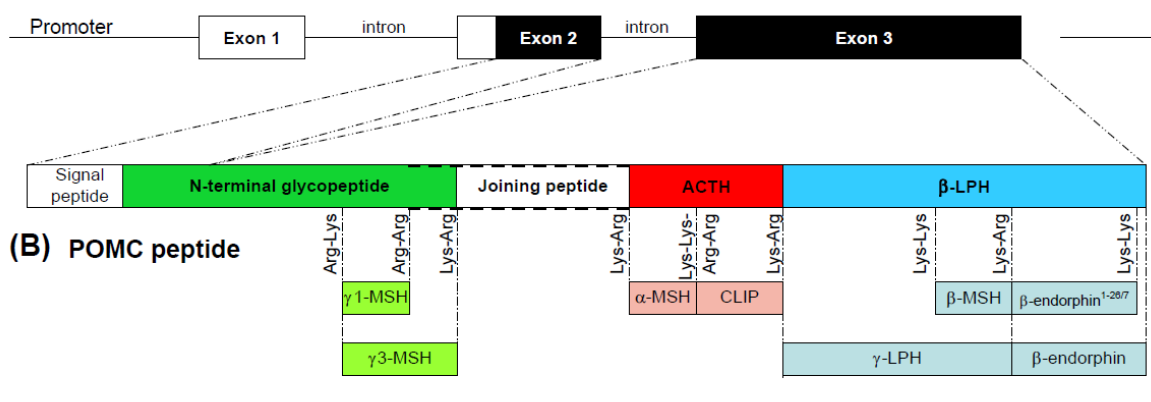 Promoter
Exon 1
intron
Exon 2
intron
Exon 3
Signal
peptide
N-terminal glycopeptide
Joining peptide
ACTH
β-LPH
(B) POMC peptide
Arg-Lys
Arg-Arg
Lys-Arg
Lys-Arg
Lys-Lys-
Arg-Arg
Lys-Arg
Lys-Lys
Lys-Arg
Lys-Lys
γ1-MSH
α-MSH
CLIP
β-MSH
β-endorphin1-26/7
γ3-MSH
γ-LPH
β-endorphin